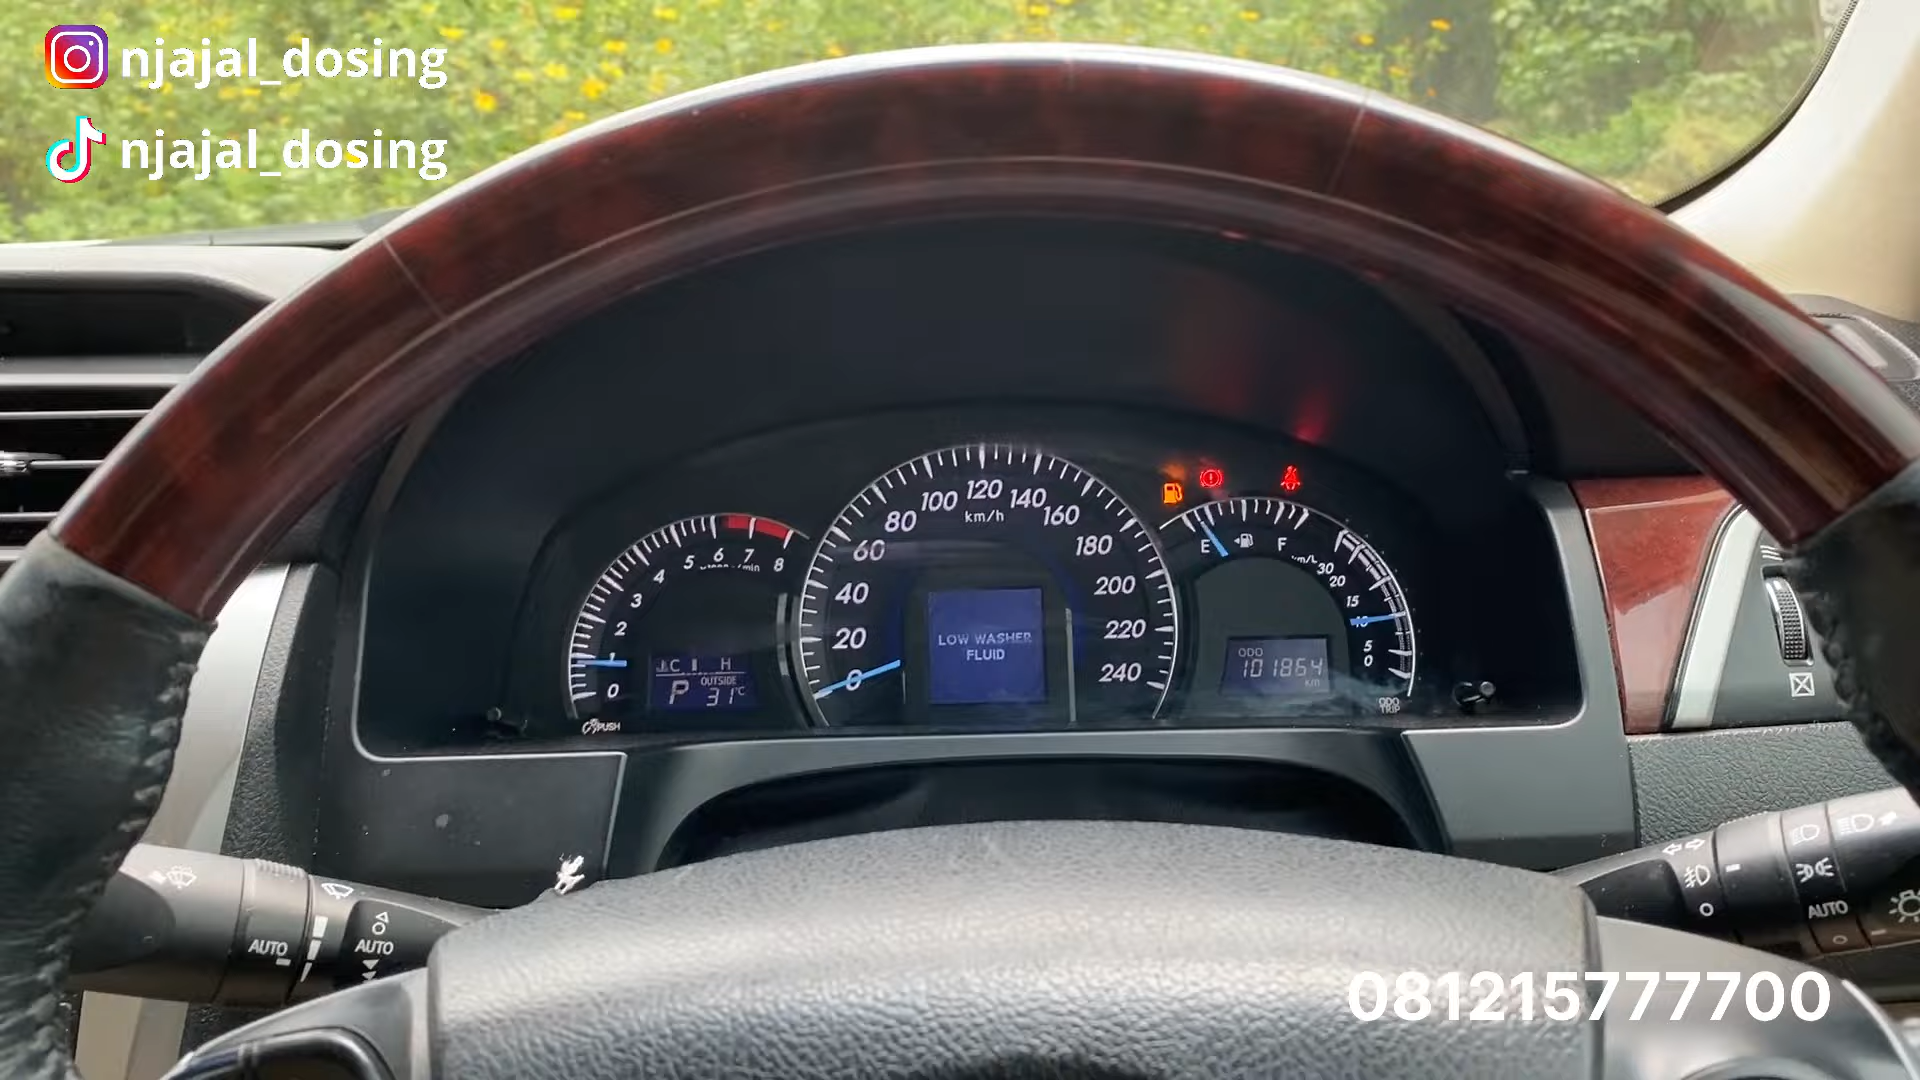 njajal_dosing
njajal_dosing
0 1 2 3 4 5 6 7 8
C H
OUTSIDE
P 31°C
PUSH
0 20 40 60 80 100 120 140 160 180 200 220 240
km/h
LOW WASHER
FLUID
E F
km/L
30 20 15 10 5 0
ODO
101864
km
ODO
TRIP
AUTO
AUTO
AUTO
081215777700